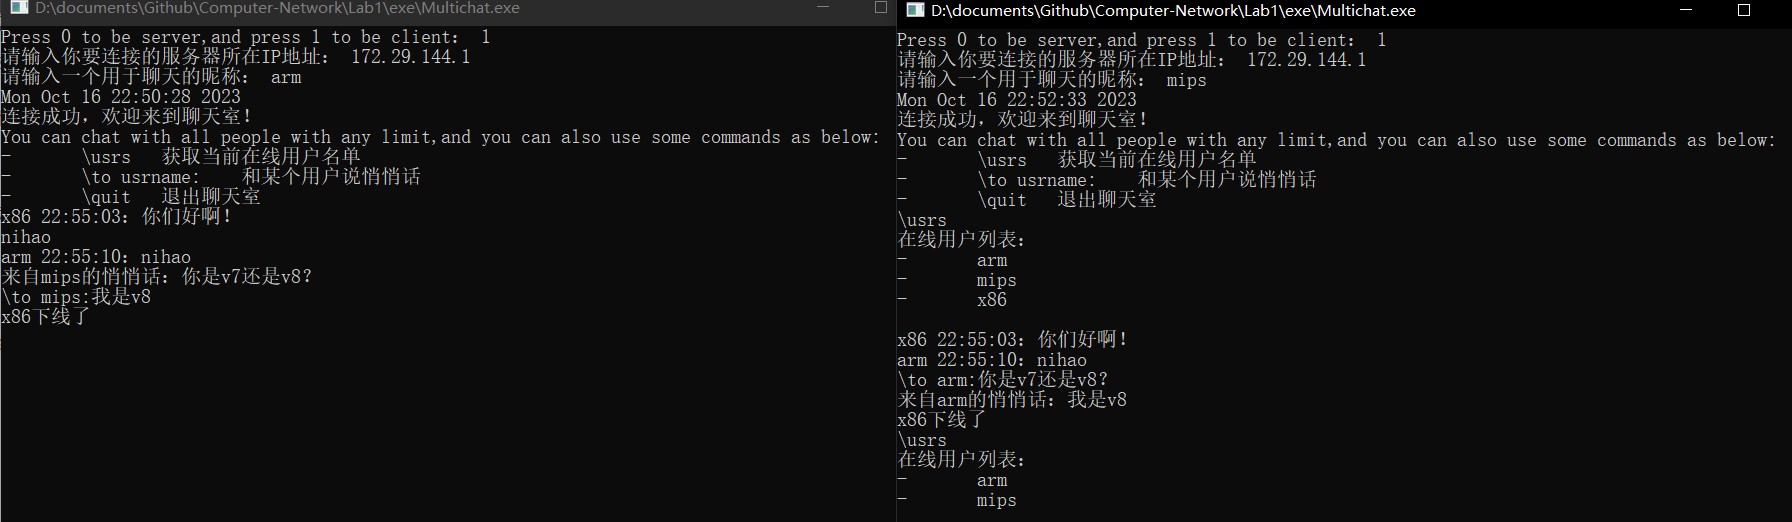 D:\documents\Github\Computer-Network\Lab1\exe\Multichat.exe
Press 0 to be server,and press 1 to be client： 1
请输入你要连接的服务器所在IP地址： 172.29.144.1
请输入一个用于聊天的昵称： arm
Mon Oct 16 22:50:28 2023
连接成功，欢迎来到聊天室！
You can chat with all people with any limit,and you can also use some commands as below:
-	\usrs	获取当前在线用户名单
-	\to usrname:	和某个用户说悄悄话
-	\quit	退出聊天室
x86 22:55:03：你们好啊！
nihao
arm 22:55:10：nihao
来自mips的悄悄话：你是v7还是v8？
\to mips:我是v8
x86下线了
D:\documents\Github\Computer-Network\Lab1\exe\Multichat.exe
Press 0 to be server,and press 1 to be client： 1
请输入你要连接的服务器所在IP地址： 172.29.144.1
请输入一个用于聊天的昵称： mips
Mon Oct 16 22:52:33 2023
连接成功，欢迎来到聊天室！
You can chat with all people with any limit,and you can also use some commands as below:
-	\usrs	获取当前在线用户名单
-	\to usrname:	和某个用户说悄悄话
-	\quit	退出聊天室
\usrs
在线用户列表：
-	arm
-	mips
-	x86
x86 22:55:03：你们好啊！
arm 22:55:10：nihao
\to arm:你是v7还是v8？
来自arm的悄悄话：我是v8
x86下线了
\usrs
在线用户列表：
-	arm
-	mips